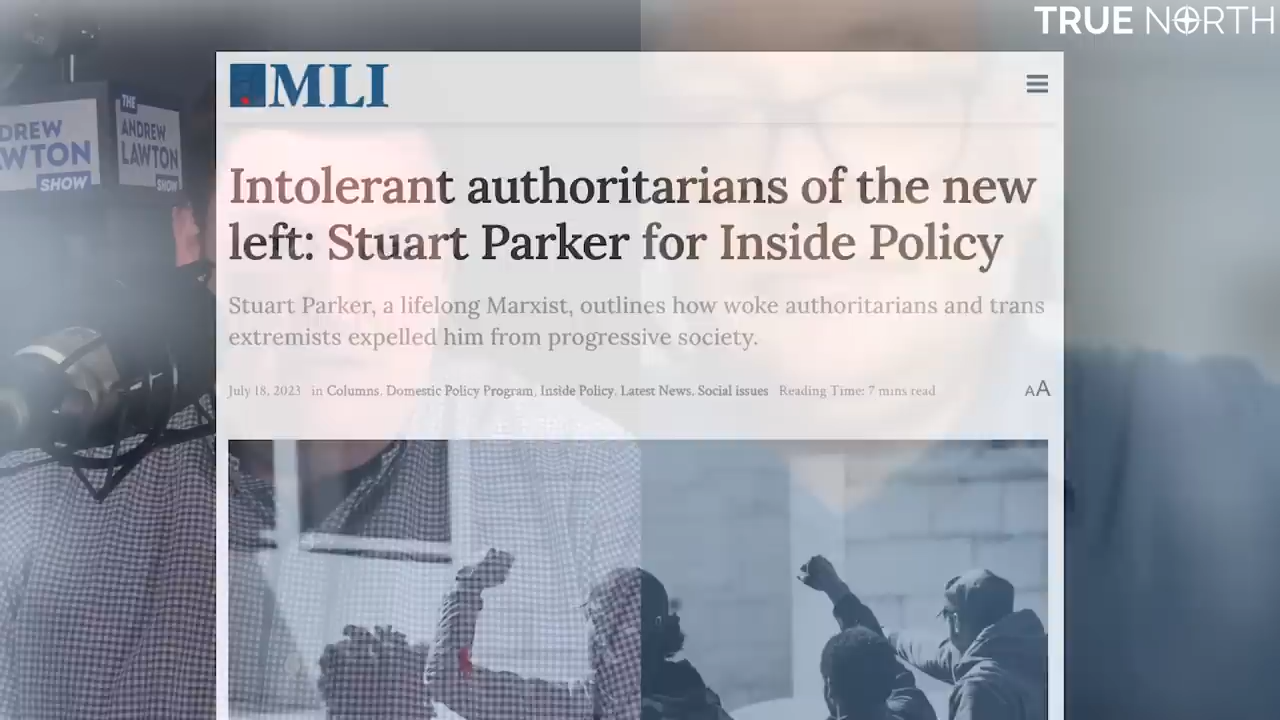 TRUE NORTH
MLI
THE
ANDREW
LAWTON
SHOW
DREW
WTON
SHOW
Intolerant authoritarians of the new
left: Stuart Parker for Inside Policy
Stuart Parker, a lifelong Marxist, outlines how woke authoritarians and trans
extremists expelled him from progressive society.
July 18, 2023 in Columns, Domestic Policy Program, Inside Policy, Latest News, Social issues Reading Time: 7 mins read
AA